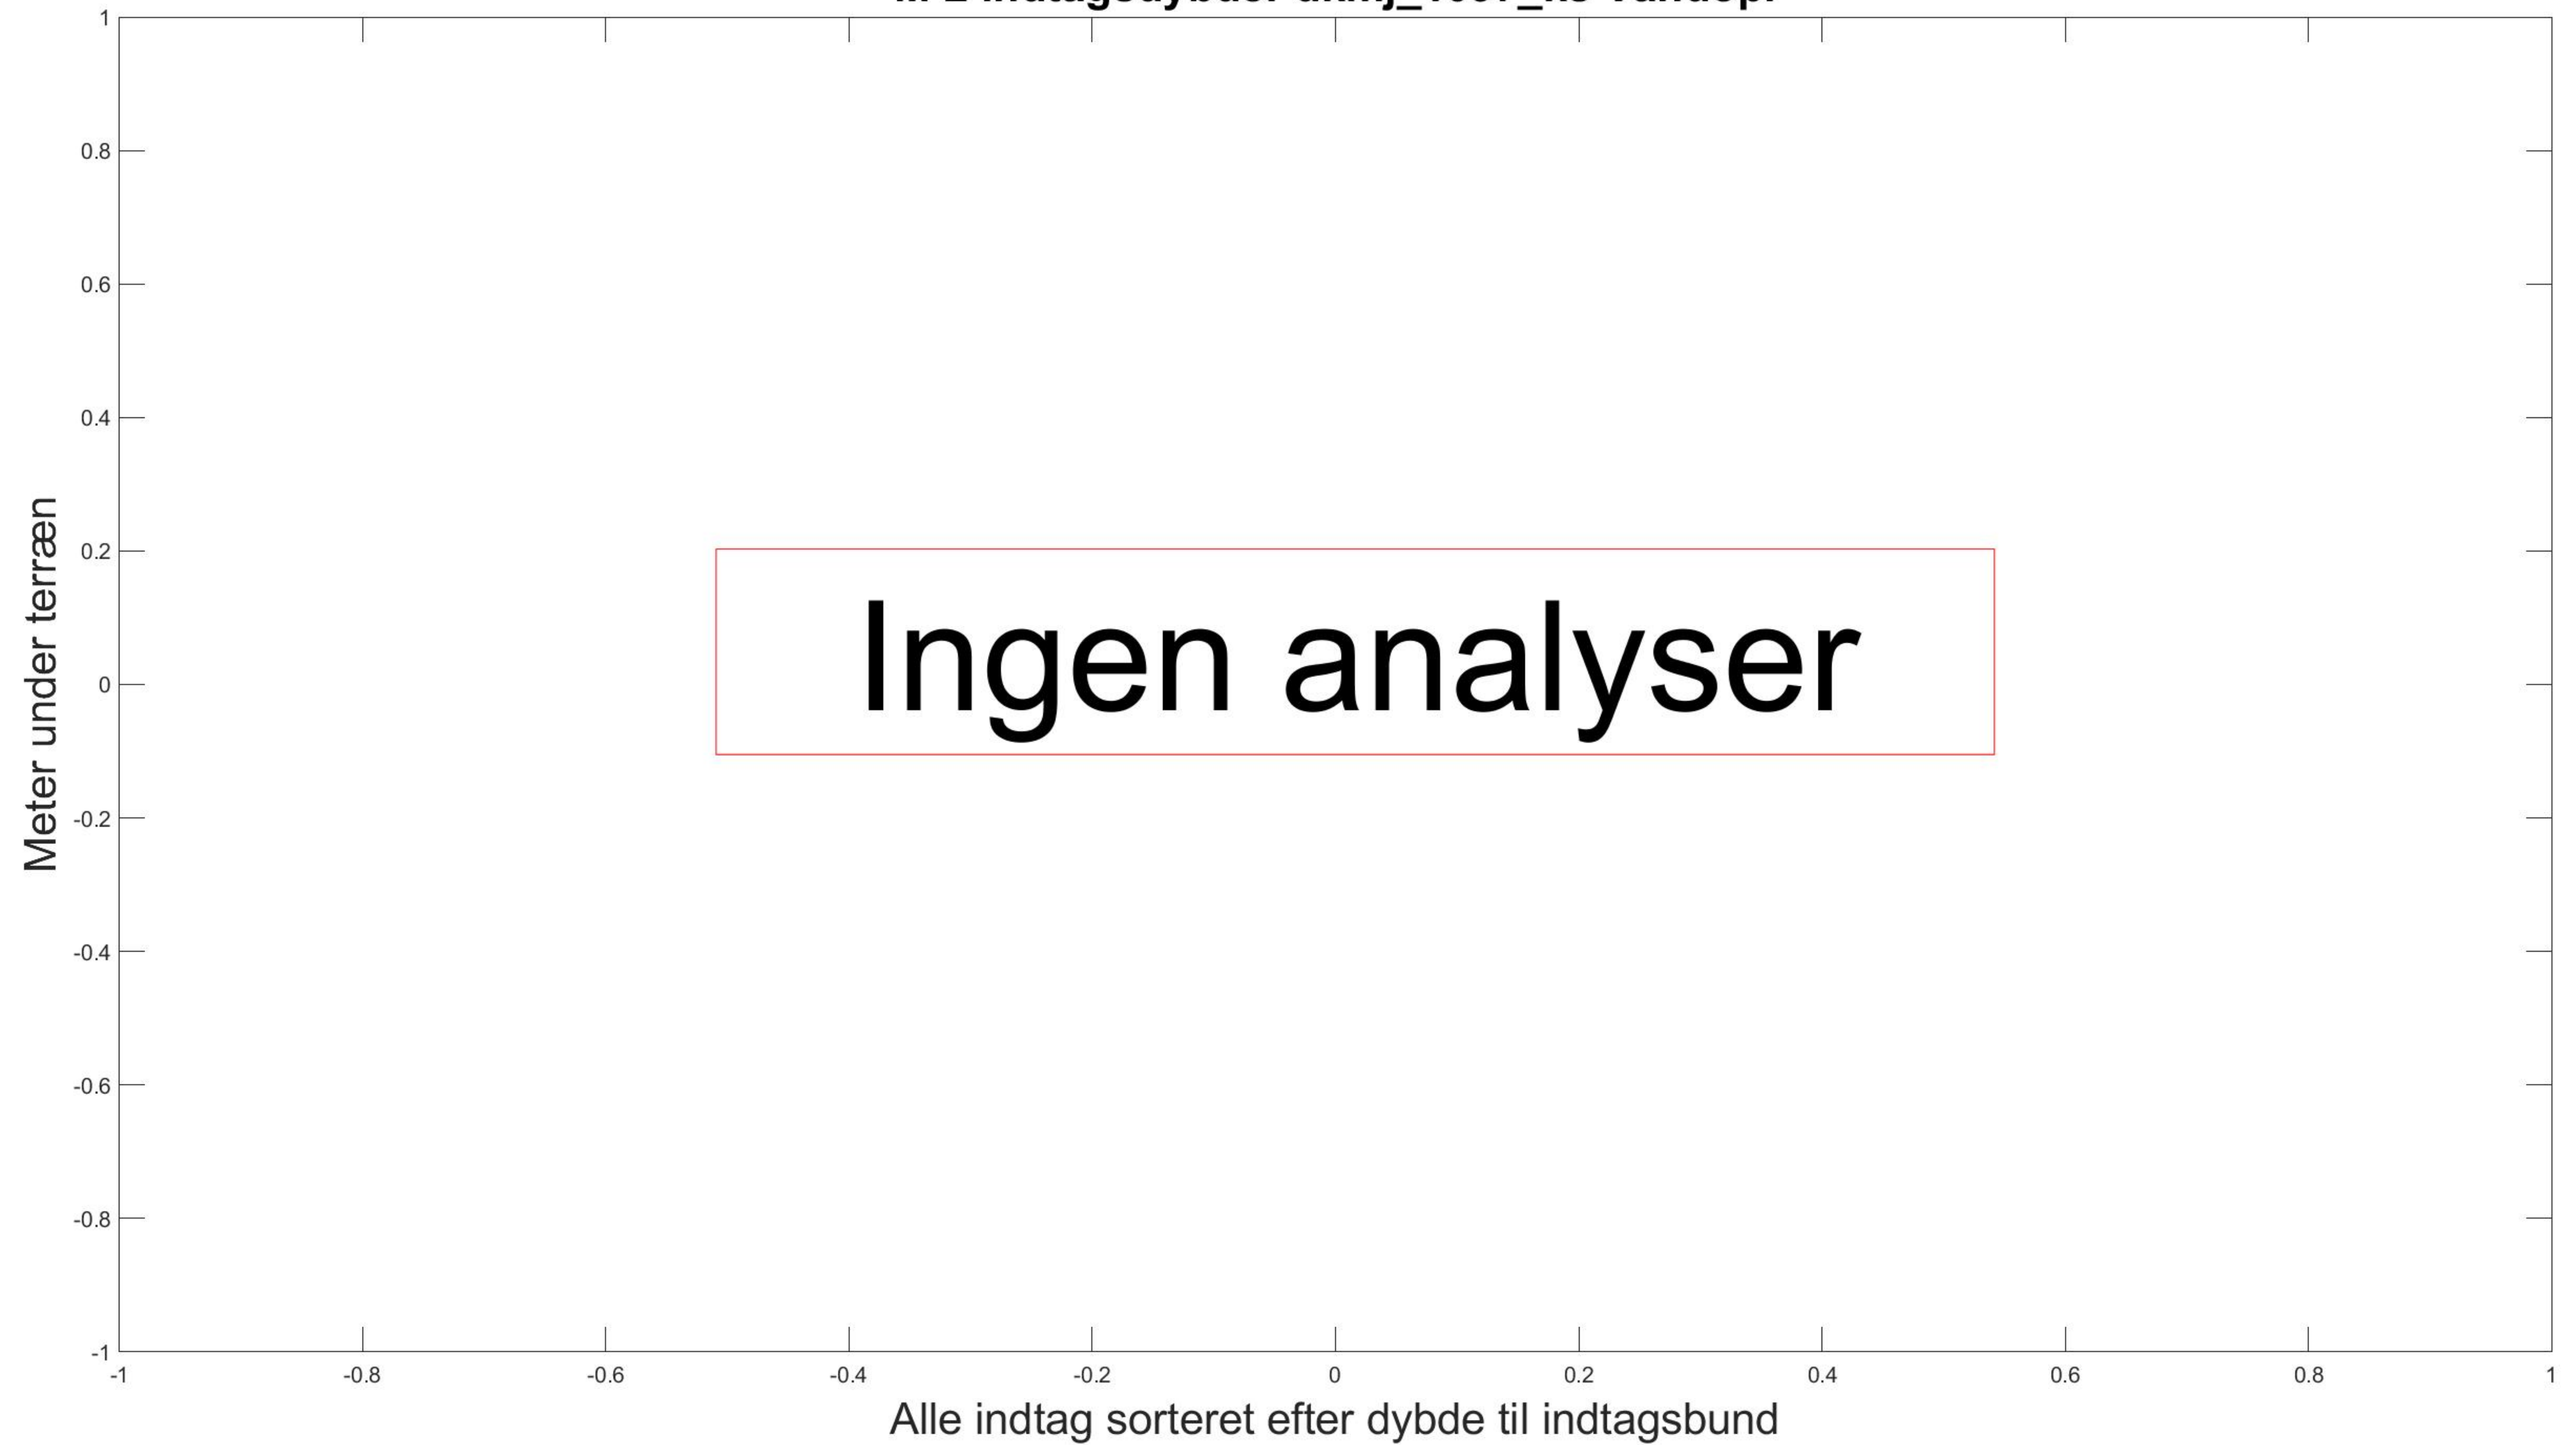 1
0.8
0.6
0.4
0.2
0
-0.2
-0.4
-0.6
-0.8
-1
Meter under terræn
Ingen analyser
-1 -0.8 -0.6 -0.4 -0.2 0 0.2 0.4 0.6 0.8 1
Alle indtag sorteret efter dybde til indtagsbund